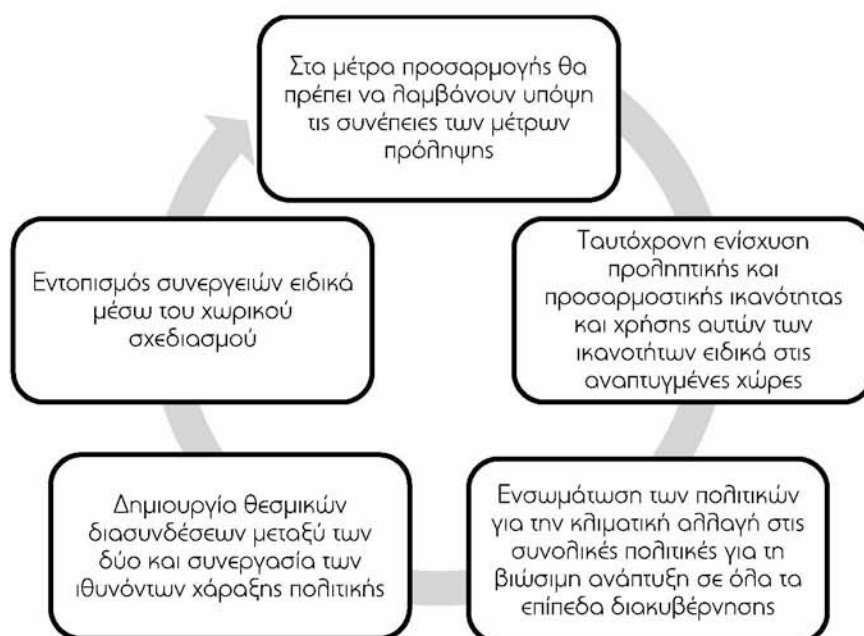 Στα μέτρα προσαρμογής θα
πρέπει να λαμβάνουν υπόψη
τις συνέπειες των μέτρων
πρόληψης
Ταυτόχρονη ενίσχυση
προληπτικής και
προσαρμοστικής ικανότητας
και χρήσης αυτών των
ικανοτήτων ειδικά στις
αναπτυγμένες χώρες
Ενσωμάτωση των πολιτικών
για την κλιματική αλλαγή στις
συνολικές πολιτικές για τη
βιώσιμη ανάπτυξη σε όλα τα
επίπεδα διακυβέρνησης
Δημιουργία θεσμικών
διασυνδέσεων μεταξύ των
δύο και συνεργασία των
ιθυνόντων χάραξης πολιτικής
Εντοπισμός συνεργειών ειδικά
μέσω του χωρικού
σχεδιασμού